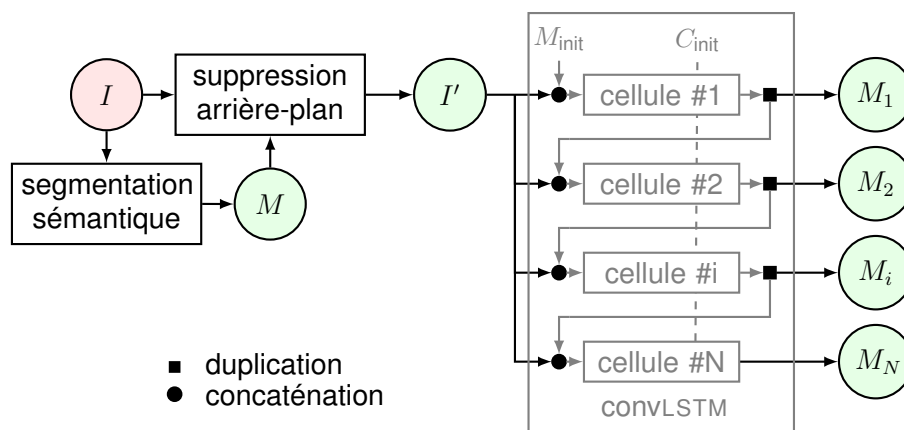 M_init
C_init
I
suppression
arrière-plan
I'
cellule #1
M_1
segmentation
sémantique
M
cellule #2
M_2
cellule #i
M_i
duplication
concaténation
cellule #N
M_N
convLSTM